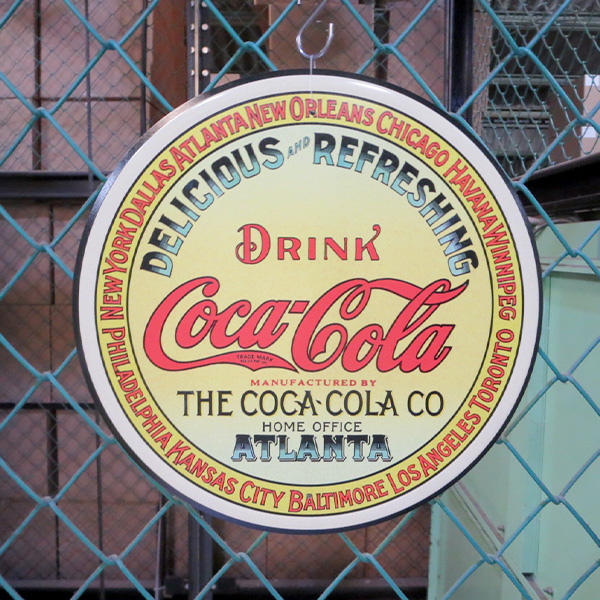 NEW YORK DALLAS ATLANTA NEW ORLEANS CHICAGO HAVANA WINNIPEG
DELICIOUS AND REFRESHING
DRINK
Coca-Cola
TRADE MARK
MANUFACTURED BY
THE COCA-COLA CO
HOME OFFICE
ATLANTA
PHILADELPHIA KANSAS CITY BALTIMORE LOS ANGELES TORONTO